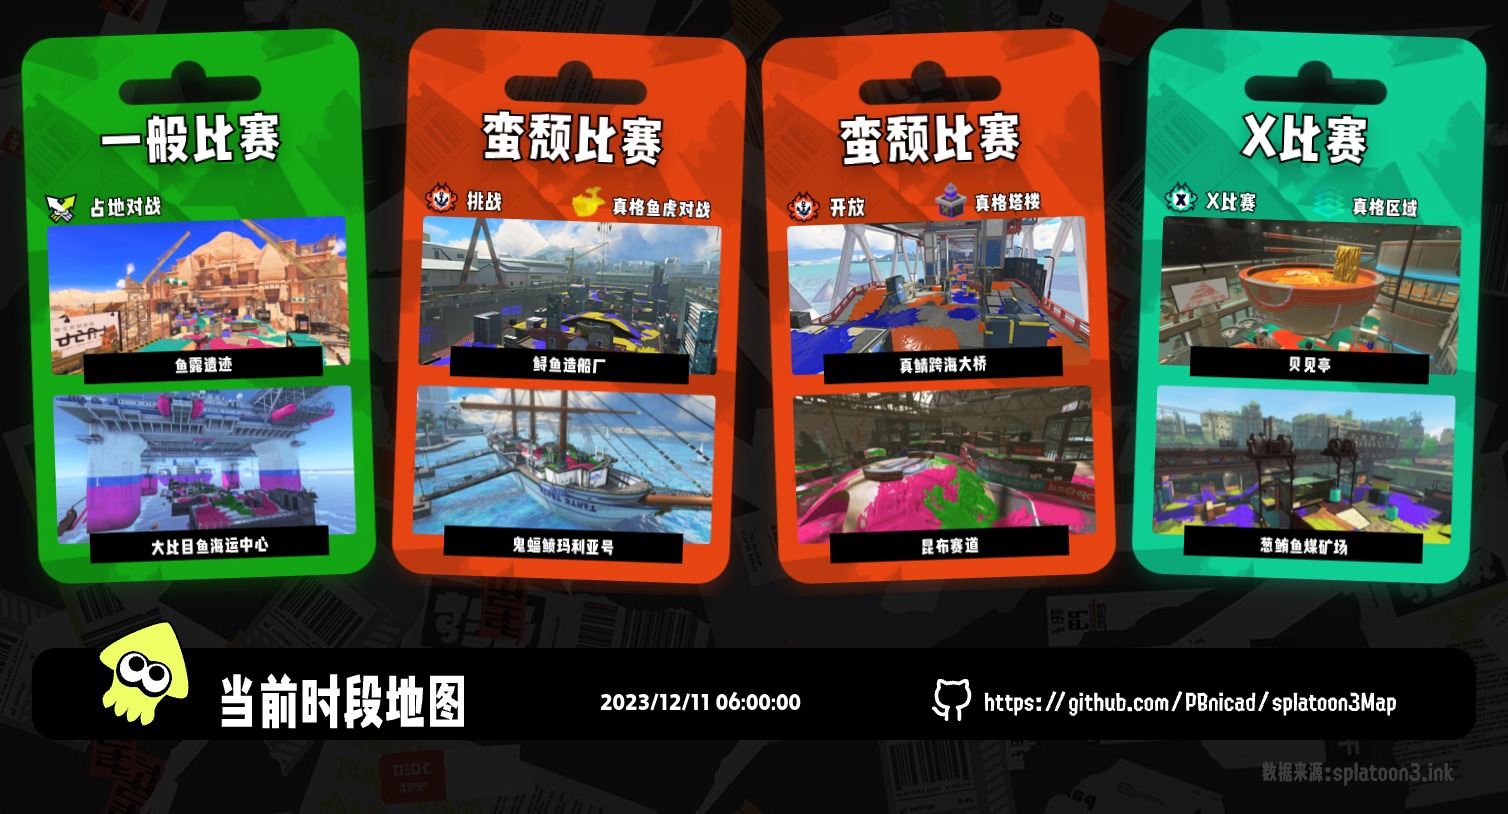 一般比赛
占地对战
鱼露遗迹
大比目鱼海运中心
蛮颓比赛
挑战
真格鱼虎对战
鲟鱼造船厂
鬼蝠鲼玛利亚号
蛮颓比赛
开放
真格塔楼
真鲭跨海大桥
昆布赛道
X比赛
X比赛
真格区域
贝见亭
葱鲔鱼煤矿场
当前时段地图
2023/12/11 06:00:00
https://github.com/PBnicad/splatoon3Map
数据来源:splatoon3.ink